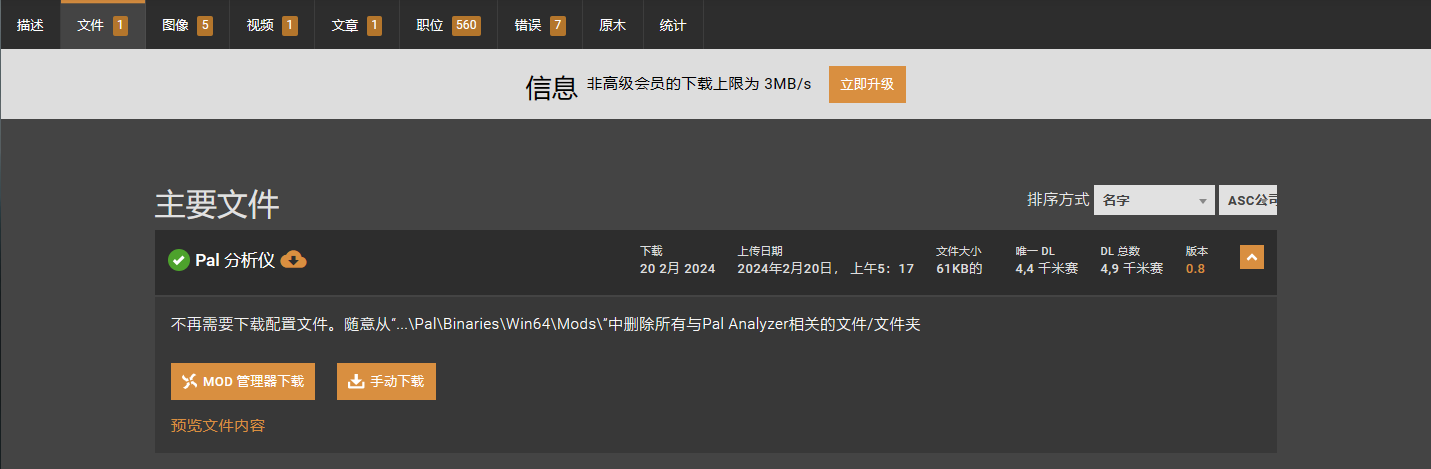 描述 文件 1 图像 5 视频 1 文章 1 职位 560 错误 7 原木 统计
信息 非高级会员的下载上限为 3MB/s 立即升级
主要文件 排序方式 名字 ASC公司
Pal 分析仪 下载 上传日期 文件大小 唯一 DL DL 总数 版本
20 2月 2024 2024年2月20日， 上午5：17 61KB的 4,4 千米赛 4,9 千米赛 0.8
不再需要下载配置文件。随意从“...\Pal\Binaries\Win64\Mods\”中删除所有与Pal Analyzer相关的文件/文件夹
MOD 管理器下载 手动下载
预览文件内容